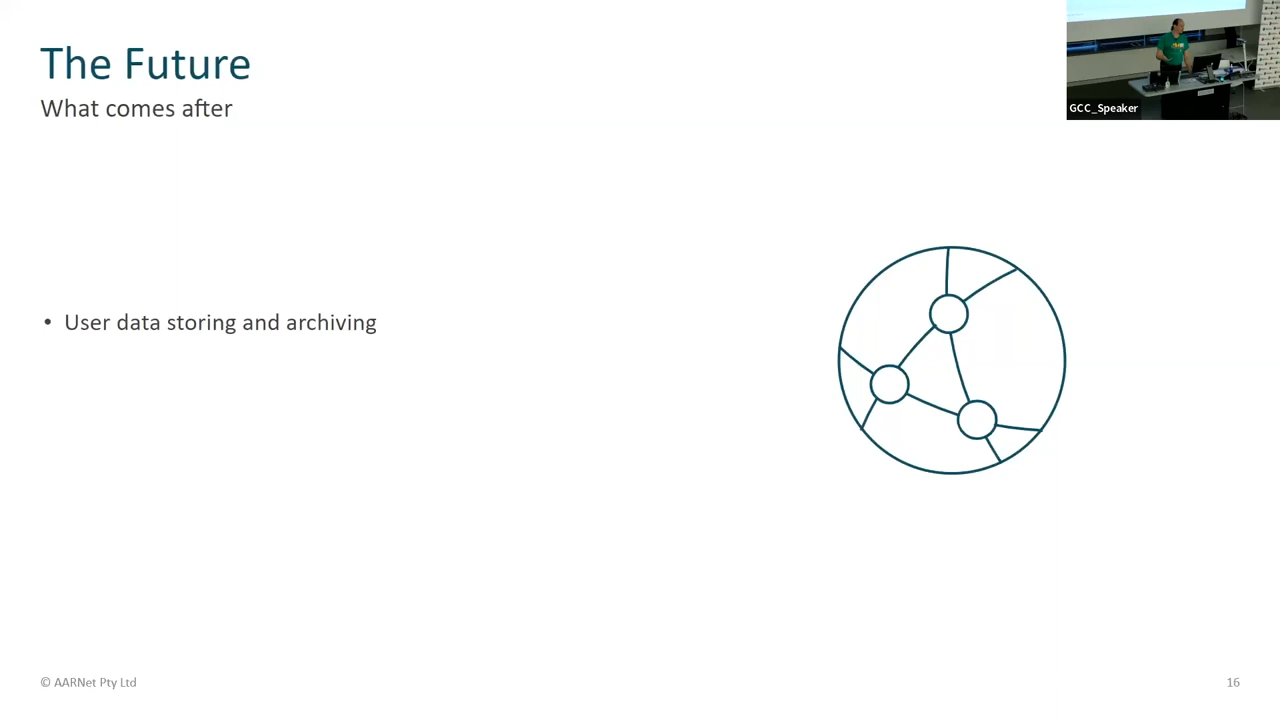 The Future
What comes after
GCC_Speaker
• User data storing and archiving
© AARNet Pty Ltd
16